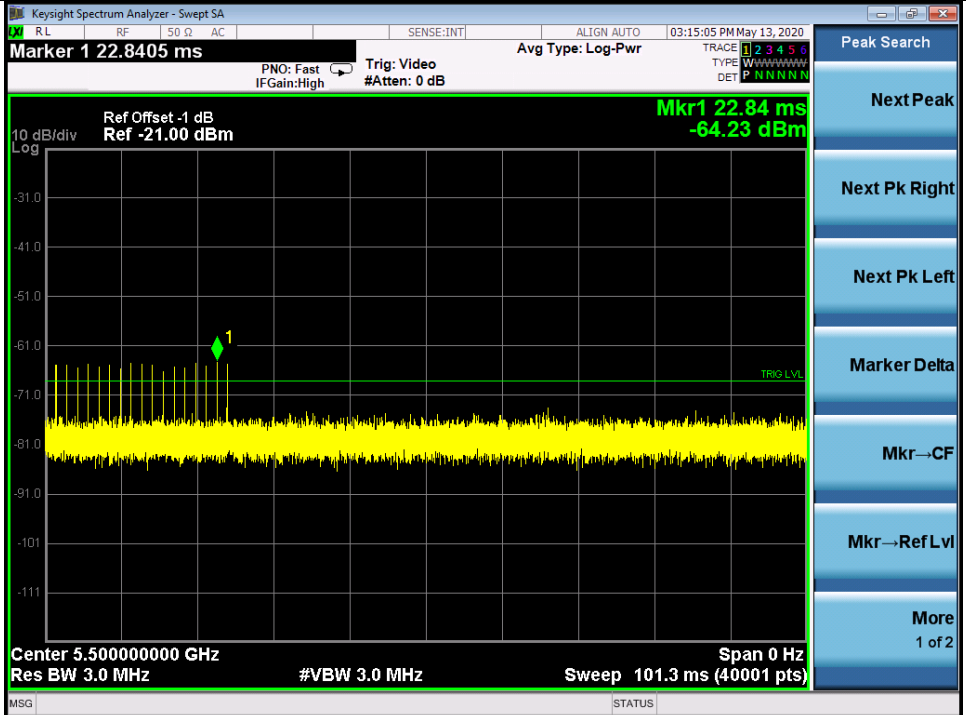 Keysight Spectrum Analyzer - Swept SA
LXI RL RF 50 Ω AC SENSE:INT ALIGN AUTO 03:15:05 PM May 13, 2020
Marker 1 22.8405 ms
PNO: Fast
IFGain:High
Trig: Video
#Atten: 0 dB
Avg Type: Log-Pwr
TRACE 1 2 3 4 5 6
TYPE WWWWWW
DET P N N N N N
Peak Search
Mkr1 22.84 ms
-64.23 dBm
Ref Offset -1 dB
10 dB/div Ref -21.00 dBm
Log
-31.0
-41.0
-51.0
-61.0
1
TRIG LVL
-71.0
-81.0
-91.0
-101
-111
Center 5.500000000 GHz Span 0 Hz
Res BW 3.0 MHz #VBW 3.0 MHz Sweep 101.3 ms (40001 pts)
MSG STATUS
Next Peak
Next Pk Right
Next Pk Left
Marker Delta
Mkr→CF
Mkr→Ref Lvl
More
1 of 2